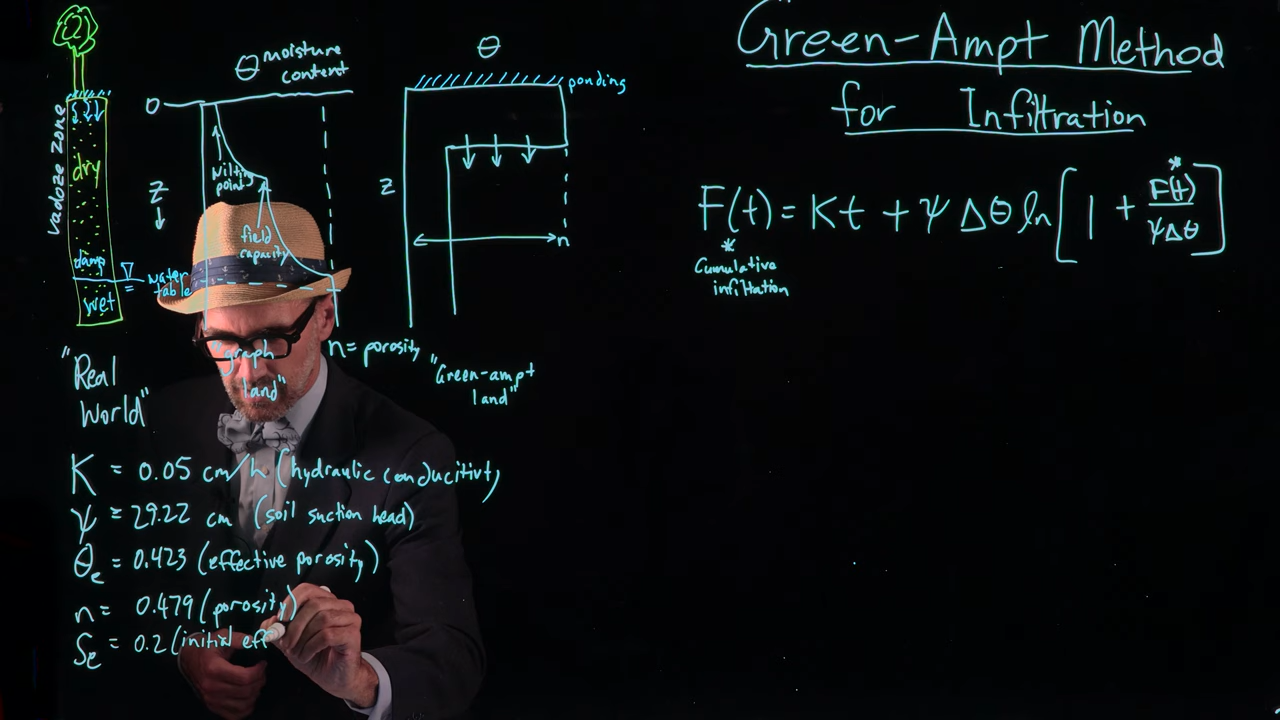 Green-Ampt Method
for Infiltration
θ moisture
content
θ
ponding
0
vadoze zone
dry
damp
wet
wilting
point
z
z
field
capacity
n
water
table
n = porosity
"Real
World"
"graph
land"
"Green-ampt
land"
F(t) = Kt + ψ Δθ ln[1 + F(t)/ψΔθ]
*
*
Cumulative
infiltration
K = 0.05 cm/h (hydraulic conductivity
ψ = 29.22 cm (soil suction head)
θe = 0.423 (effective porosity)
n = 0.479 (porosity)
Se = 0.2 (initial eff